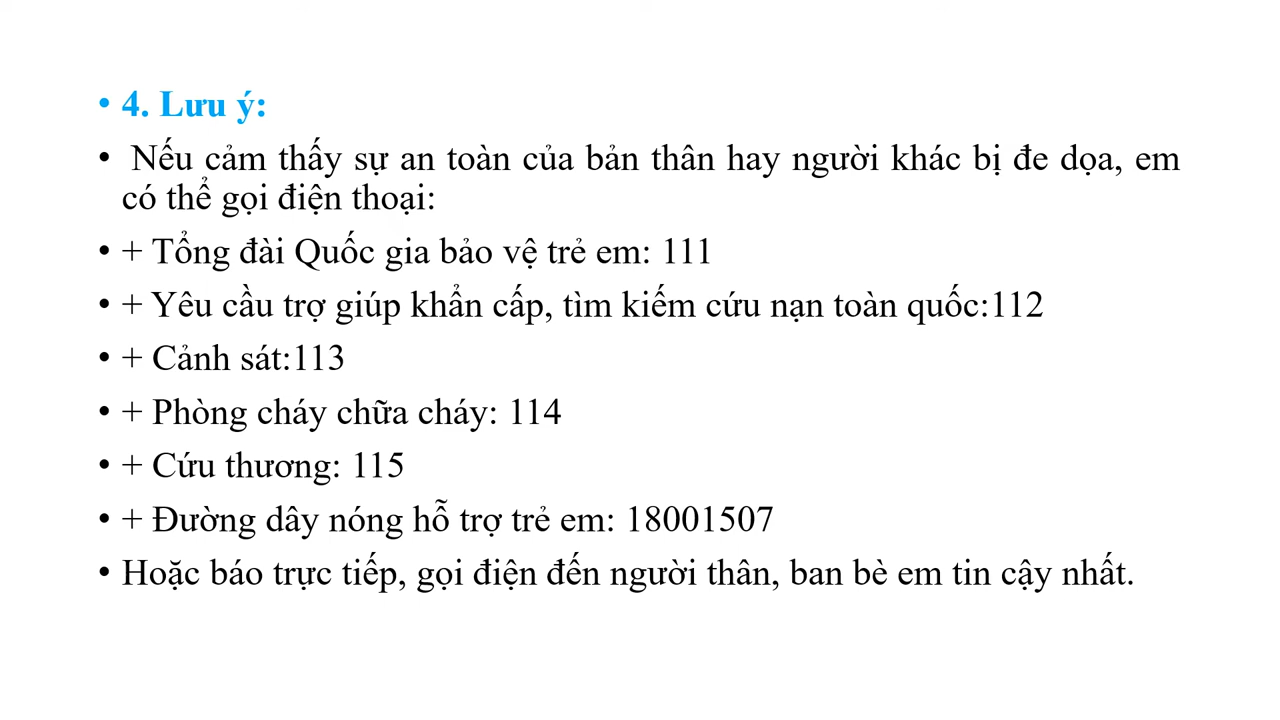 • 4. Lưu ý:
• Nếu cảm thấy sự an toàn của bản thân hay người khác bị đe dọa, em
có thể gọi điện thoại:
• + Tổng đài Quốc gia bảo vệ trẻ em: 111
• + Yêu cầu trợ giúp khẩn cấp, tìm kiếm cứu nạn toàn quốc:112
• + Cảnh sát:113
• + Phòng cháy chữa cháy: 114
• + Cứu thương: 115
• + Đường dây nóng hỗ trợ trẻ em: 18001507
• Hoặc báo trực tiếp, gọi điện đến người thân, ban bè em tin cậy nhất.